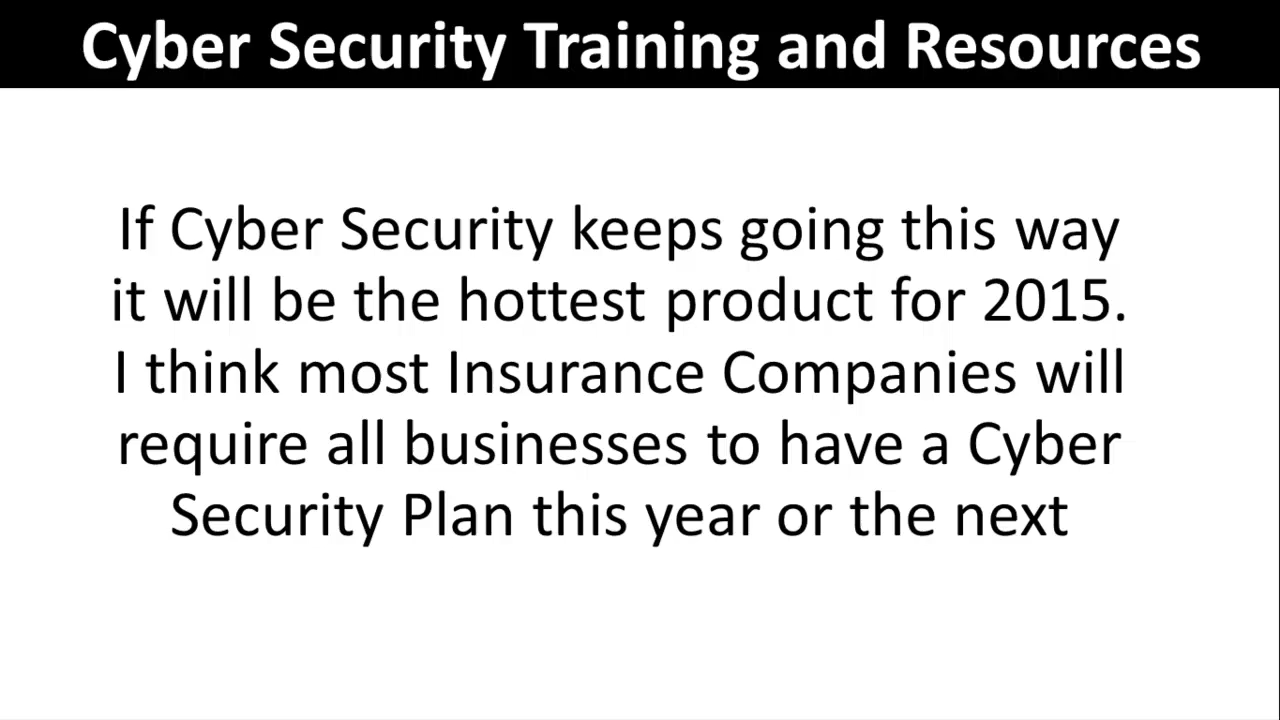 Cyber Security Training and Resources
If Cyber Security keeps going this way
it will be the hottest product for 2015.
I think most Insurance Companies will
require all businesses to have a Cyber
Security Plan this year or the next